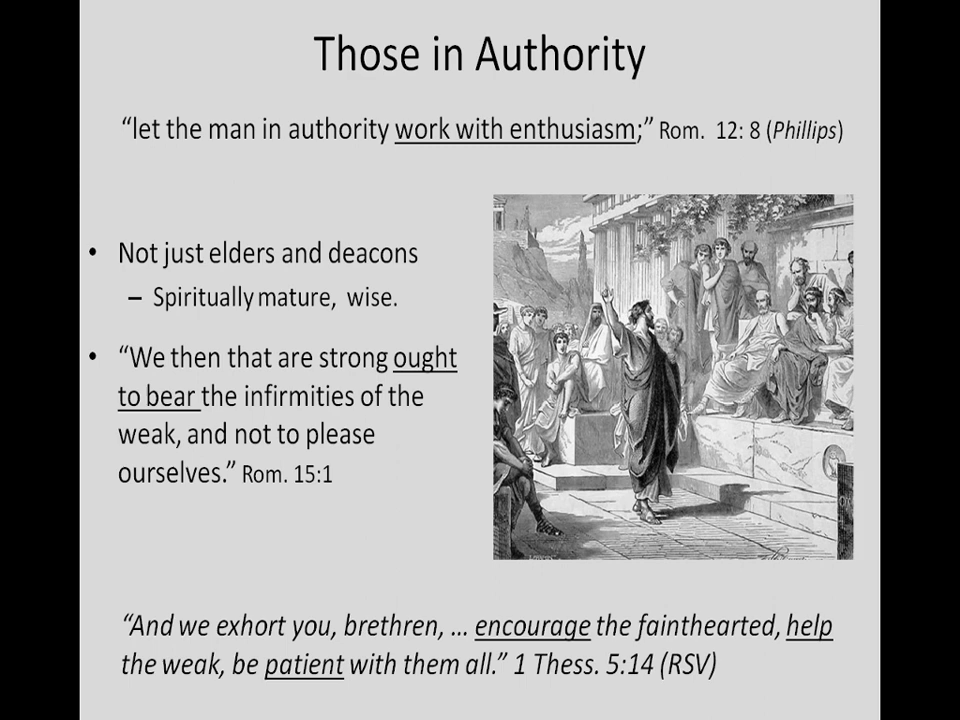 Those in Authority
“let the man in authority work with enthusiasm;” Rom. 12: 8 (Phillips)
• Not just elders and deacons
– Spiritually mature, wise.
• “We then that are strong ought
to bear the infirmities of the
weak, and not to please
ourselves.” Rom. 15:1
“And we exhort you, brethren, ... encourage the fainthearted, help
the weak, be patient with them all.” 1 Thess. 5:14 (RSV)